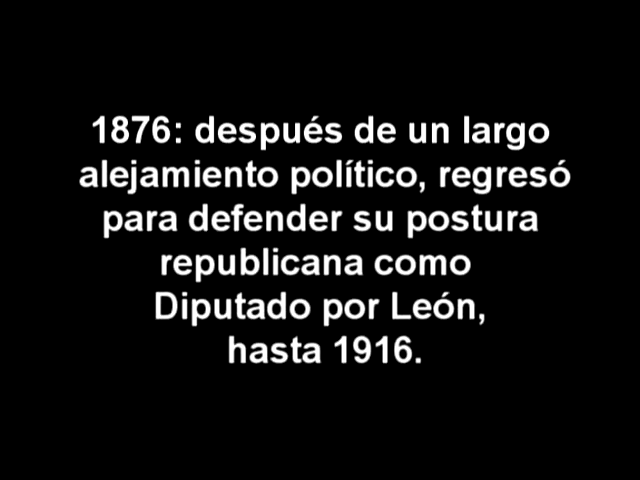 1876: después de un largo
alejamiento político, regresó
para defender su postura
republicana como
Diputado por León,
hasta 1916.